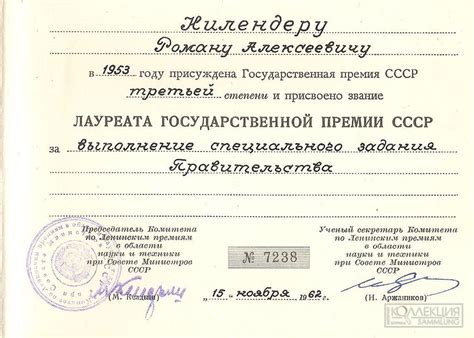 Нилендеру
Роману Алексеевичу
в 1953 году присуждена Государственная премия СССР
третьей степени и присвоено звание
ЛАУРЕАТА ГОСУДАРСТВЕННОЙ ПРЕМИИ СССР
за выполнение специального задания
Правительства
Председатель Комитета
по Ленинским премиям
в области
науки и техники
при Совете Министров
СССР
(М. Келдыш)
№ 7238
15 ноября 1962 г.
Ученый секретарь Комитета
по Ленинским премиям
в области
науки и техники
при Совете Министров СССР
(Н. Аржаников)
КОЛЛЕКЦИЯ
SAMMLUNG